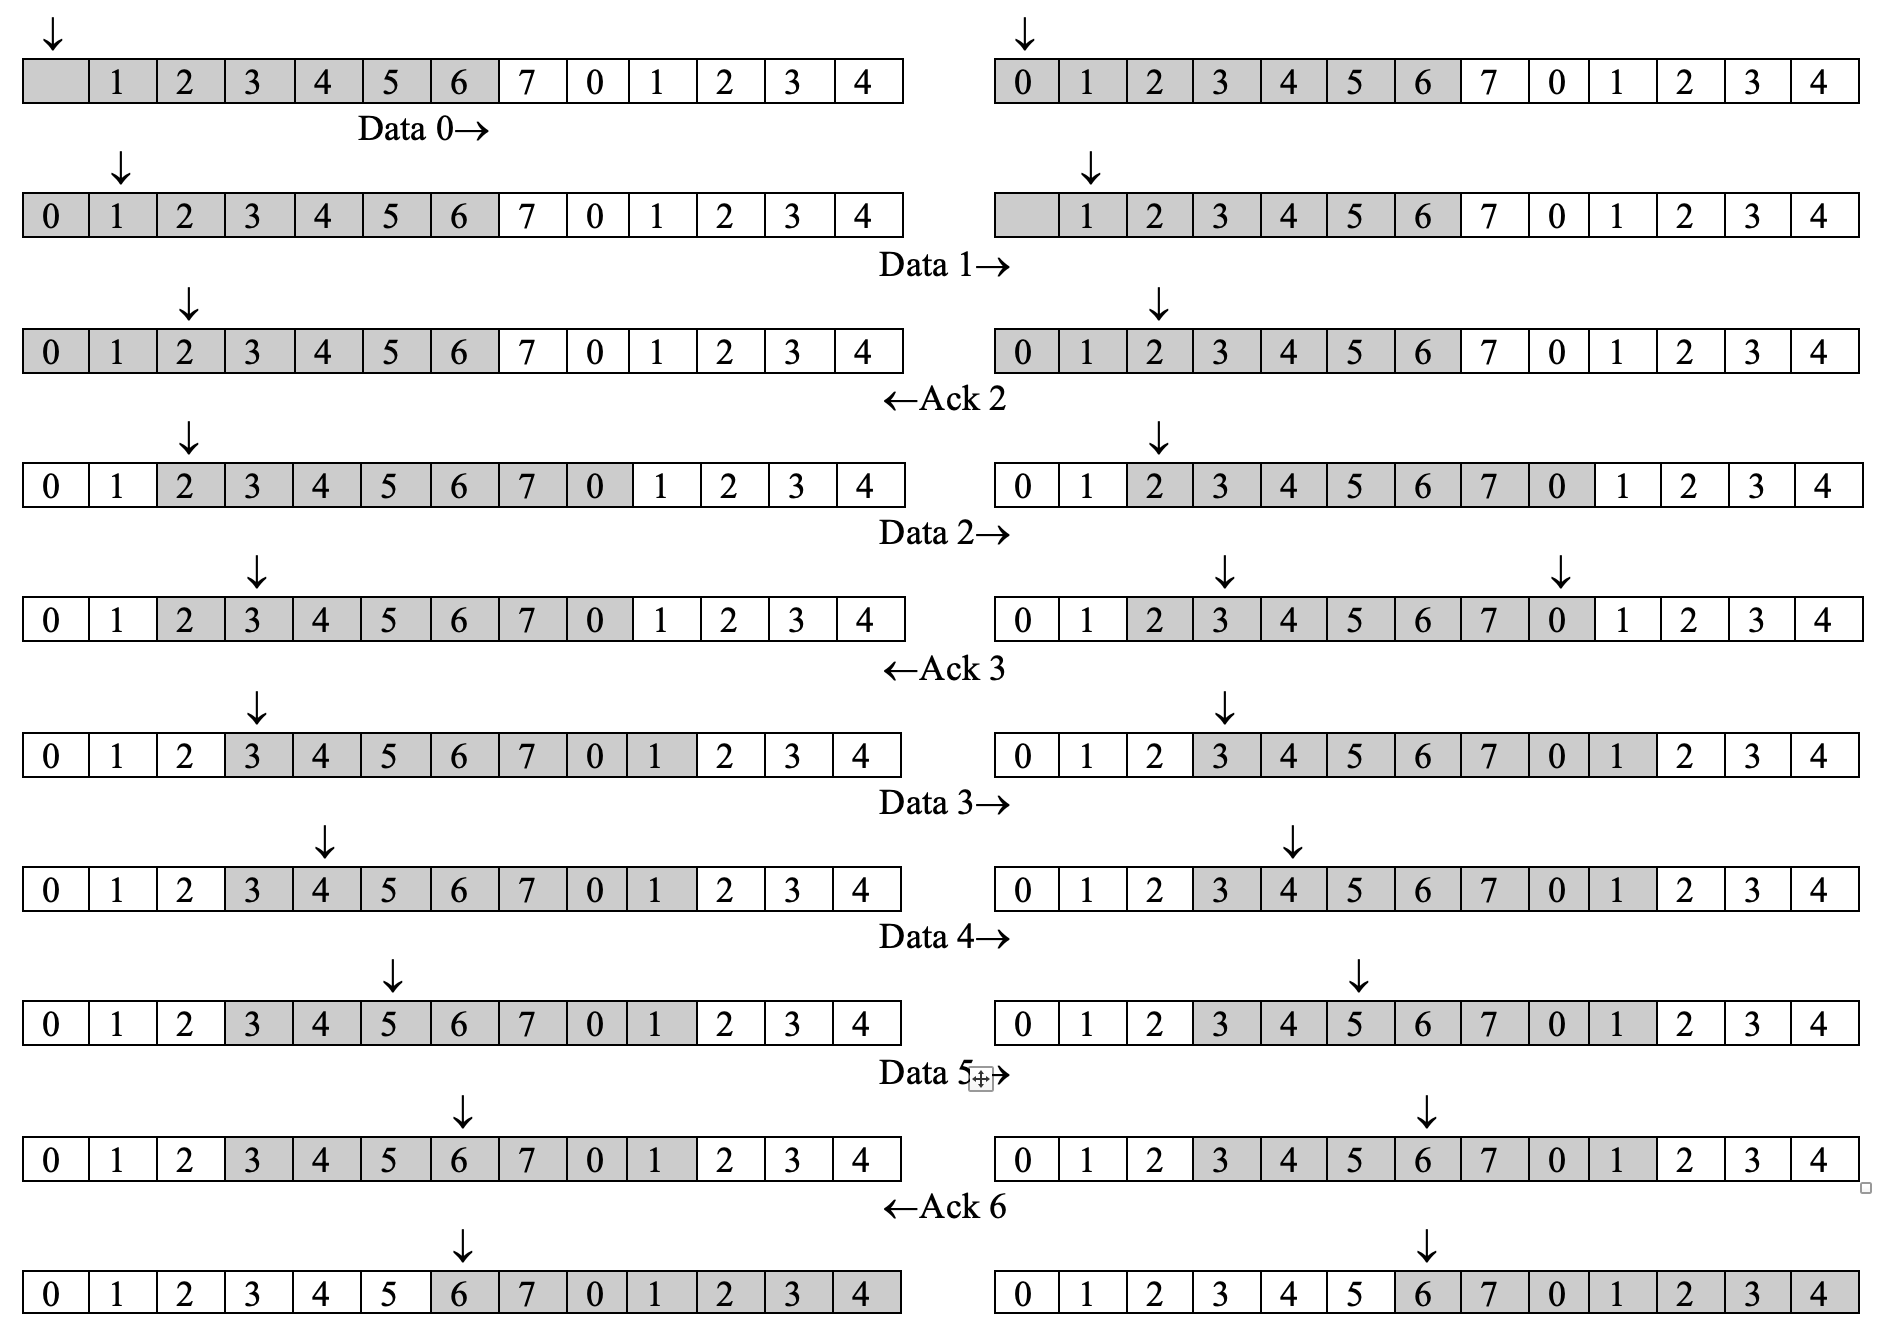 ↓ ↓
1 2 3 4 5 6 7 0 1 2 3 4 0 1 2 3 4 5 6 7 0 1 2 3 4
Data 0→
↓ ↓
0 1 2 3 4 5 6 7 0 1 2 3 4 1 2 3 4 5 6 7 0 1 2 3 4
Data 1→
↓ ↓
0 1 2 3 4 5 6 7 0 1 2 3 4 0 1 2 3 4 5 6 7 0 1 2 3 4
←Ack 2
↓ ↓
0 1 2 3 4 5 6 7 0 1 2 3 4 0 1 2 3 4 5 6 7 0 1 2 3 4
Data 2→
↓ ↓ ↓
0 1 2 3 4 5 6 7 0 1 2 3 4 0 1 2 3 4 5 6 7 0 1 2 3 4
←Ack 3
↓ ↓
0 1 2 3 4 5 6 7 0 1 2 3 4 0 1 2 3 4 5 6 7 0 1 2 3 4
Data 3→
↓ ↓
0 1 2 3 4 5 6 7 0 1 2 3 4 0 1 2 3 4 5 6 7 0 1 2 3 4
Data 4→
↓ ↓
0 1 2 3 4 5 6 7 0 1 2 3 4 0 1 2 3 4 5 6 7 0 1 2 3 4
Data 5→
↓ ↓
0 1 2 3 4 5 6 7 0 1 2 3 4 0 1 2 3 4 5 6 7 0 1 2 3 4
←Ack 6
↓ ↓
0 1 2 3 4 5 6 7 0 1 2 3 4 0 1 2 3 4 5 6 7 0 1 2 3 4